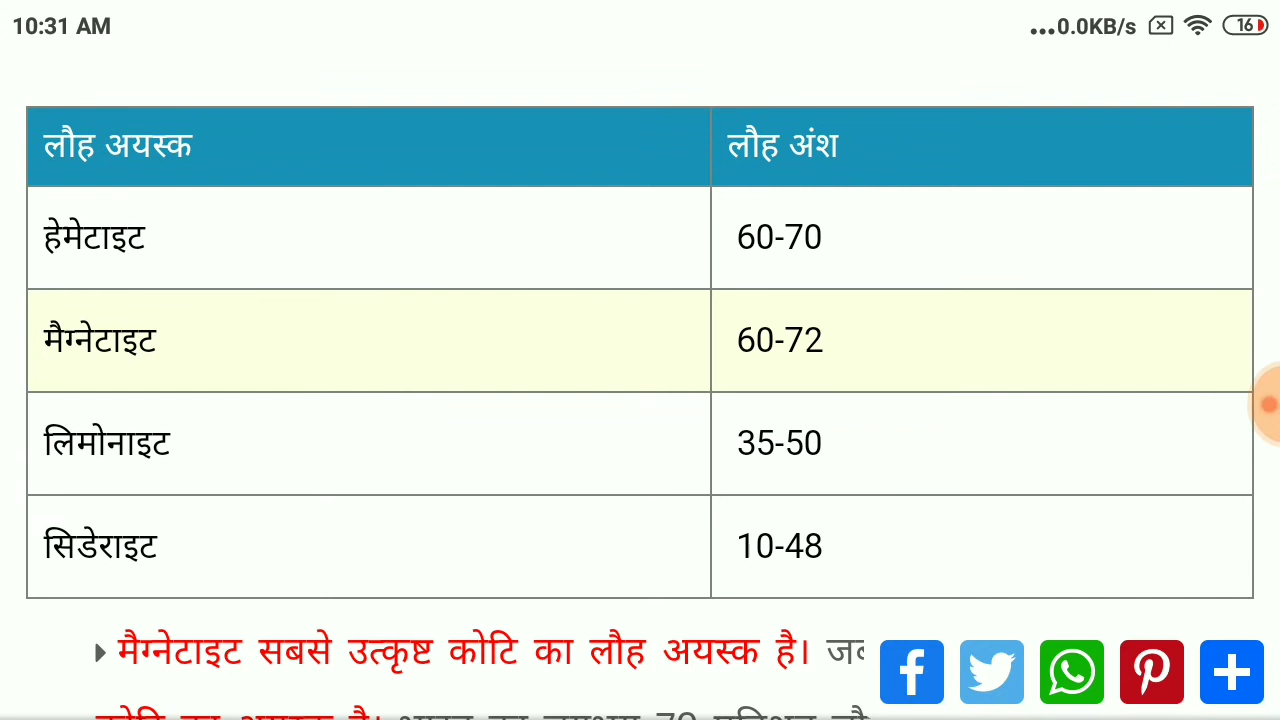 10:31 AM ...0.0KB/s 16
लौह अयस्क लौह अंश
हेमेटाइट 60-70
मैग्नेटाइट 60-72
लिमोनाइट 35-50
सिडेराइट 10-48
मैग्नेटाइट सबसे उत्कृष्ट कोटि का लौह अयस्क है।